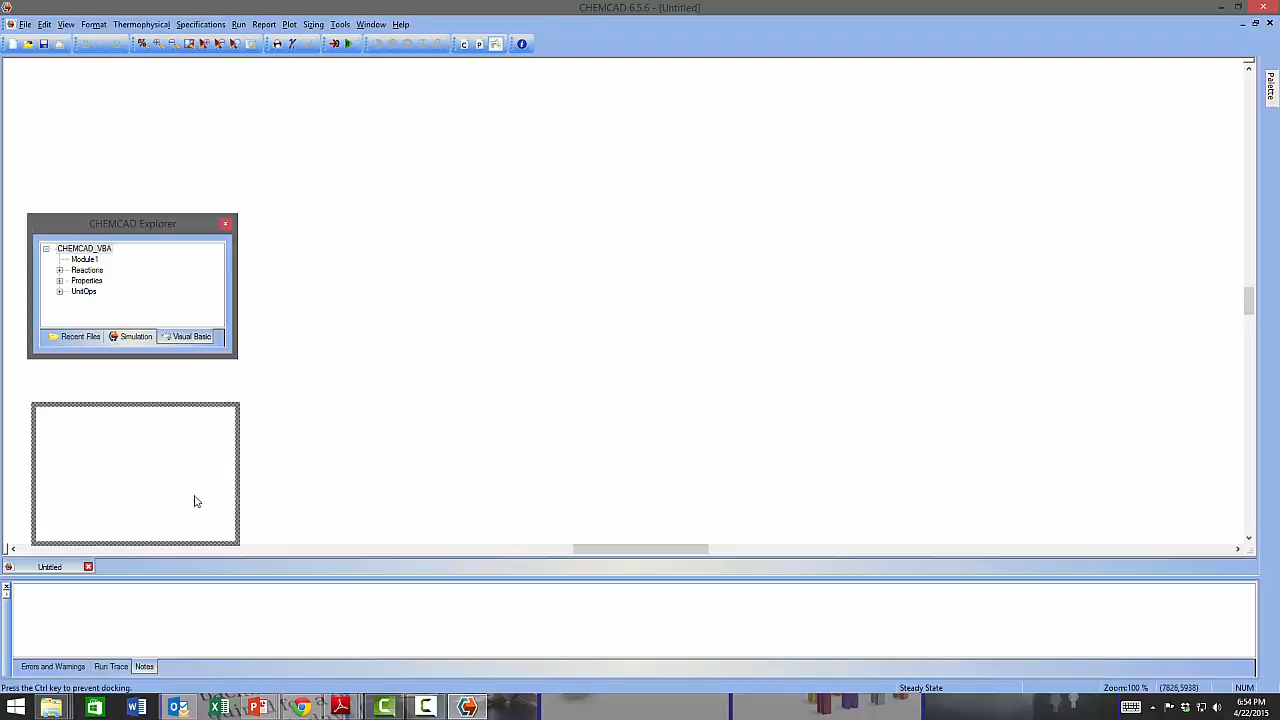 CHEMCAD 6.5.6 - [Untitled]
File Edit View Format Thermophysical Specifications Run Report Plot Sizing Tools Window Help
C P
Palette
CHEMCAD Explorer
CHEMCAD_VBA
Module1
Reactions
Properties
UnitOps
Recent Files Simulation Visual Basic
Untitled
Errors and Warnings Run Trace Notes
Press the Ctrl key to prevent docking. Steady State Zoom:100 % (7826,5938) NUM
6:54 PM
4/22/2015